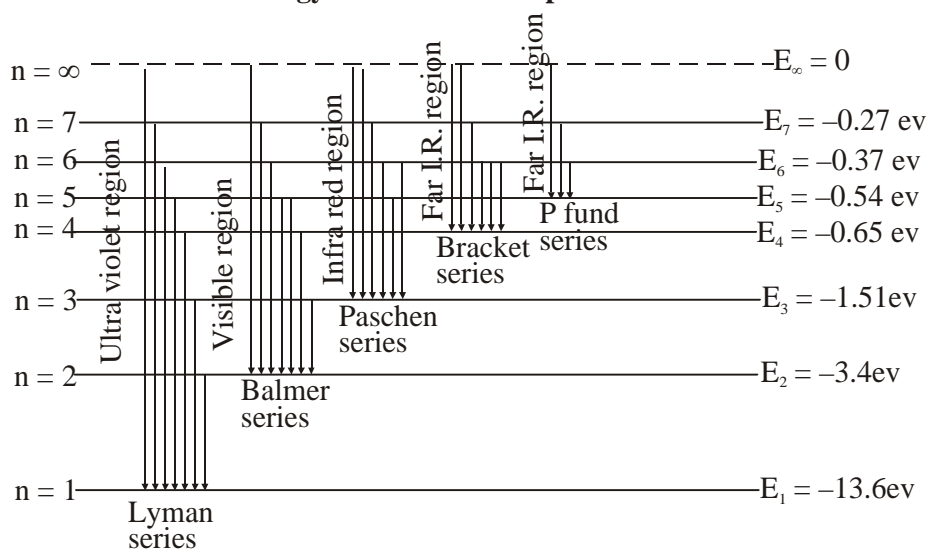 n = ∞
E∞ = 0
n = 7
E7 = –0.27 ev
n = 6
E6 = –0.37 ev
n = 5
E5 = –0.54 ev
n = 4
E4 = –0.65 ev
n = 3
E3 = –1.51ev
n = 2
E2 = –3.4ev
n = 1
E1 = –13.6ev
Ultra violet region
Visible region
Infra red region
Far I.R. region
Far I.R. region
P fund
series
Bracket
series
Paschen
series
Balmer
series
Lyman
series